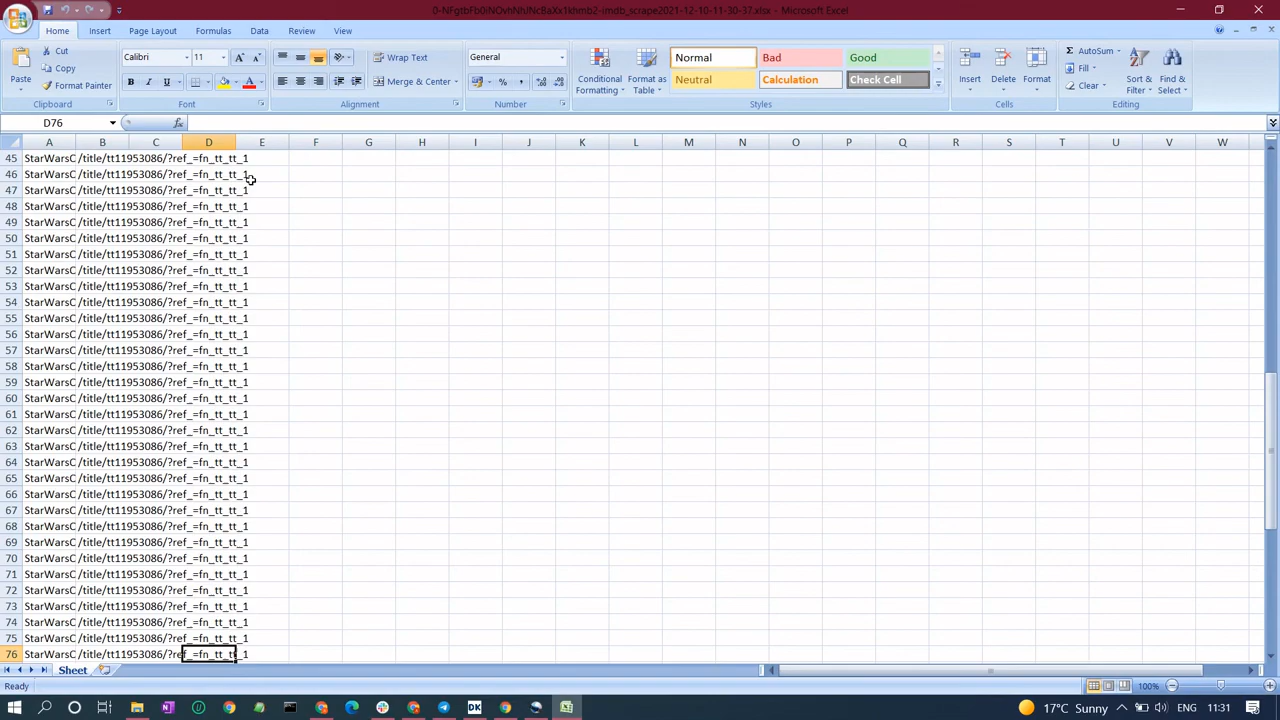 0-NFgtbFb0iNOvhNhJNc8aXx1khmb2-imdb_scrape2021-12-10-11-30-37.xlsx - Microsoft Excel
Home Insert Page Layout Formulas Data Review View
Paste
Cut
Copy
Format Painter
Clipboard
Calibri 11 A A
B I U A
Font
Wrap Text
Merge & Center
Alignment
General
% , .0 .00
Number
Conditional Formatting
Format as Table
Normal Bad Good
Neutral Calculation Check Cell
Styles
Insert Delete Format
Cells
Σ AutoSum
Fill
Clear
Sort & Filter
Find & Select
Editing
D76 fx
A B C D E F G H I J K L M N O P Q R S T U V W
45 StarWarsC /title/tt11953086/?ref_=fn_tt_tt_1
46 StarWarsC /title/tt11953086/?ref_=fn_tt_tt_1
47 StarWarsC /title/tt11953086/?ref_=fn_tt_tt_1
48 StarWarsC /title/tt11953086/?ref_=fn_tt_tt_1
49 StarWarsC /title/tt11953086/?ref_=fn_tt_tt_1
50 StarWarsC /title/tt11953086/?ref_=fn_tt_tt_1
51 StarWarsC /title/tt11953086/?ref_=fn_tt_tt_1
52 StarWarsC /title/tt11953086/?ref_=fn_tt_tt_1
53 StarWarsC /title/tt11953086/?ref_=fn_tt_tt_1
54 StarWarsC /title/tt11953086/?ref_=fn_tt_tt_1
55 StarWarsC /title/tt11953086/?ref_=fn_tt_tt_1
56 StarWarsC /title/tt11953086/?ref_=fn_tt_tt_1
57 StarWarsC /title/tt11953086/?ref_=fn_tt_tt_1
58 StarWarsC /title/tt11953086/?ref_=fn_tt_tt_1
59 StarWarsC /title/tt11953086/?ref_=fn_tt_tt_1
60 StarWarsC /title/tt11953086/?ref_=fn_tt_tt_1
61 StarWarsC /title/tt11953086/?ref_=fn_tt_tt_1
62 StarWarsC /title/tt11953086/?ref_=fn_tt_tt_1
63 StarWarsC /title/tt11953086/?ref_=fn_tt_tt_1
64 StarWarsC /title/tt11953086/?ref_=fn_tt_tt_1
65 StarWarsC /title/tt11953086/?ref_=fn_tt_tt_1
66 StarWarsC /title/tt11953086/?ref_=fn_tt_tt_1
67 StarWarsC /title/tt11953086/?ref_=fn_tt_tt_1
68 StarWarsC /title/tt11953086/?ref_=fn_tt_tt_1
69 StarWarsC /title/tt11953086/?ref_=fn_tt_tt_1
70 StarWarsC /title/tt11953086/?ref_=fn_tt_tt_1
71 StarWarsC /title/tt11953086/?ref_=fn_tt_tt_1
72 StarWarsC /title/tt11953086/?ref_=fn_tt_tt_1
73 StarWarsC /title/tt11953086/?ref_=fn_tt_tt_1
74 StarWarsC /title/tt11953086/?ref_=fn_tt_tt_1
75 StarWarsC /title/tt11953086/?ref_=fn_tt_tt_1
76 StarWarsC /title/tt11953086/?ref_=fn_tt_tt_1
Sheet
Ready 100%
DK 17°C Sunny ENG 11:31